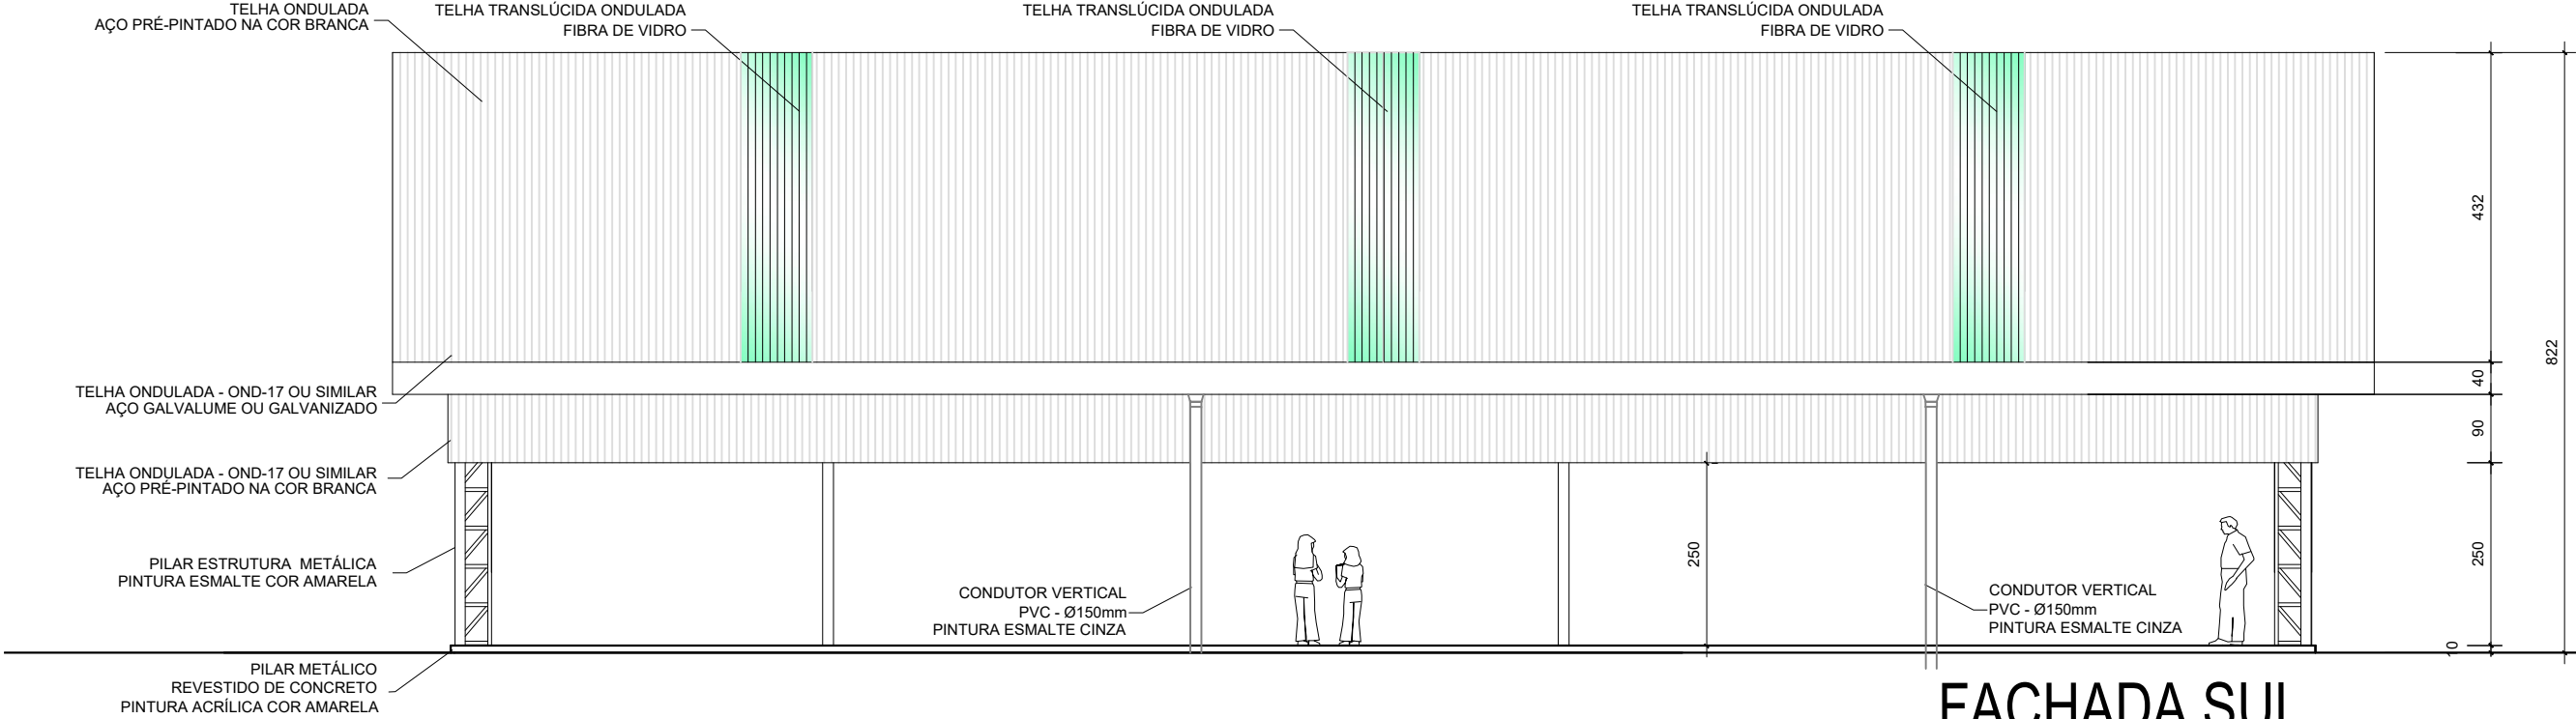 TELHA ONDULADA
AÇO PRÉ-PINTADO NA COR BRANCA
TELHA TRANSLÚCIDA ONDULADA
FIBRA DE VIDRO
TELHA TRANSLÚCIDA ONDULADA
FIBRA DE VIDRO
TELHA TRANSLÚCIDA ONDULADA
FIBRA DE VIDRO
432
822
40
TELHA ONDULADA - OND-17 OU SIMILAR
AÇO GALVALUME OU GALVANIZADO
90
TELHA ONDULADA - OND-17 OU SIMILAR
AÇO PRÉ-PINTADO NA COR BRANCA
250
250
PILAR ESTRUTURA METÁLICA
PINTURA ESMALTE COR AMARELA
CONDUTOR VERTICAL
PVC - Ø150mm
PINTURA ESMALTE CINZA
CONDUTOR VERTICAL
PVC - Ø150mm
PINTURA ESMALTE CINZA
10
PILAR METÁLICO
REVESTIDO DE CONCRETO
PINTURA ACRÍLICA COR AMARELA
FACHADA SUL